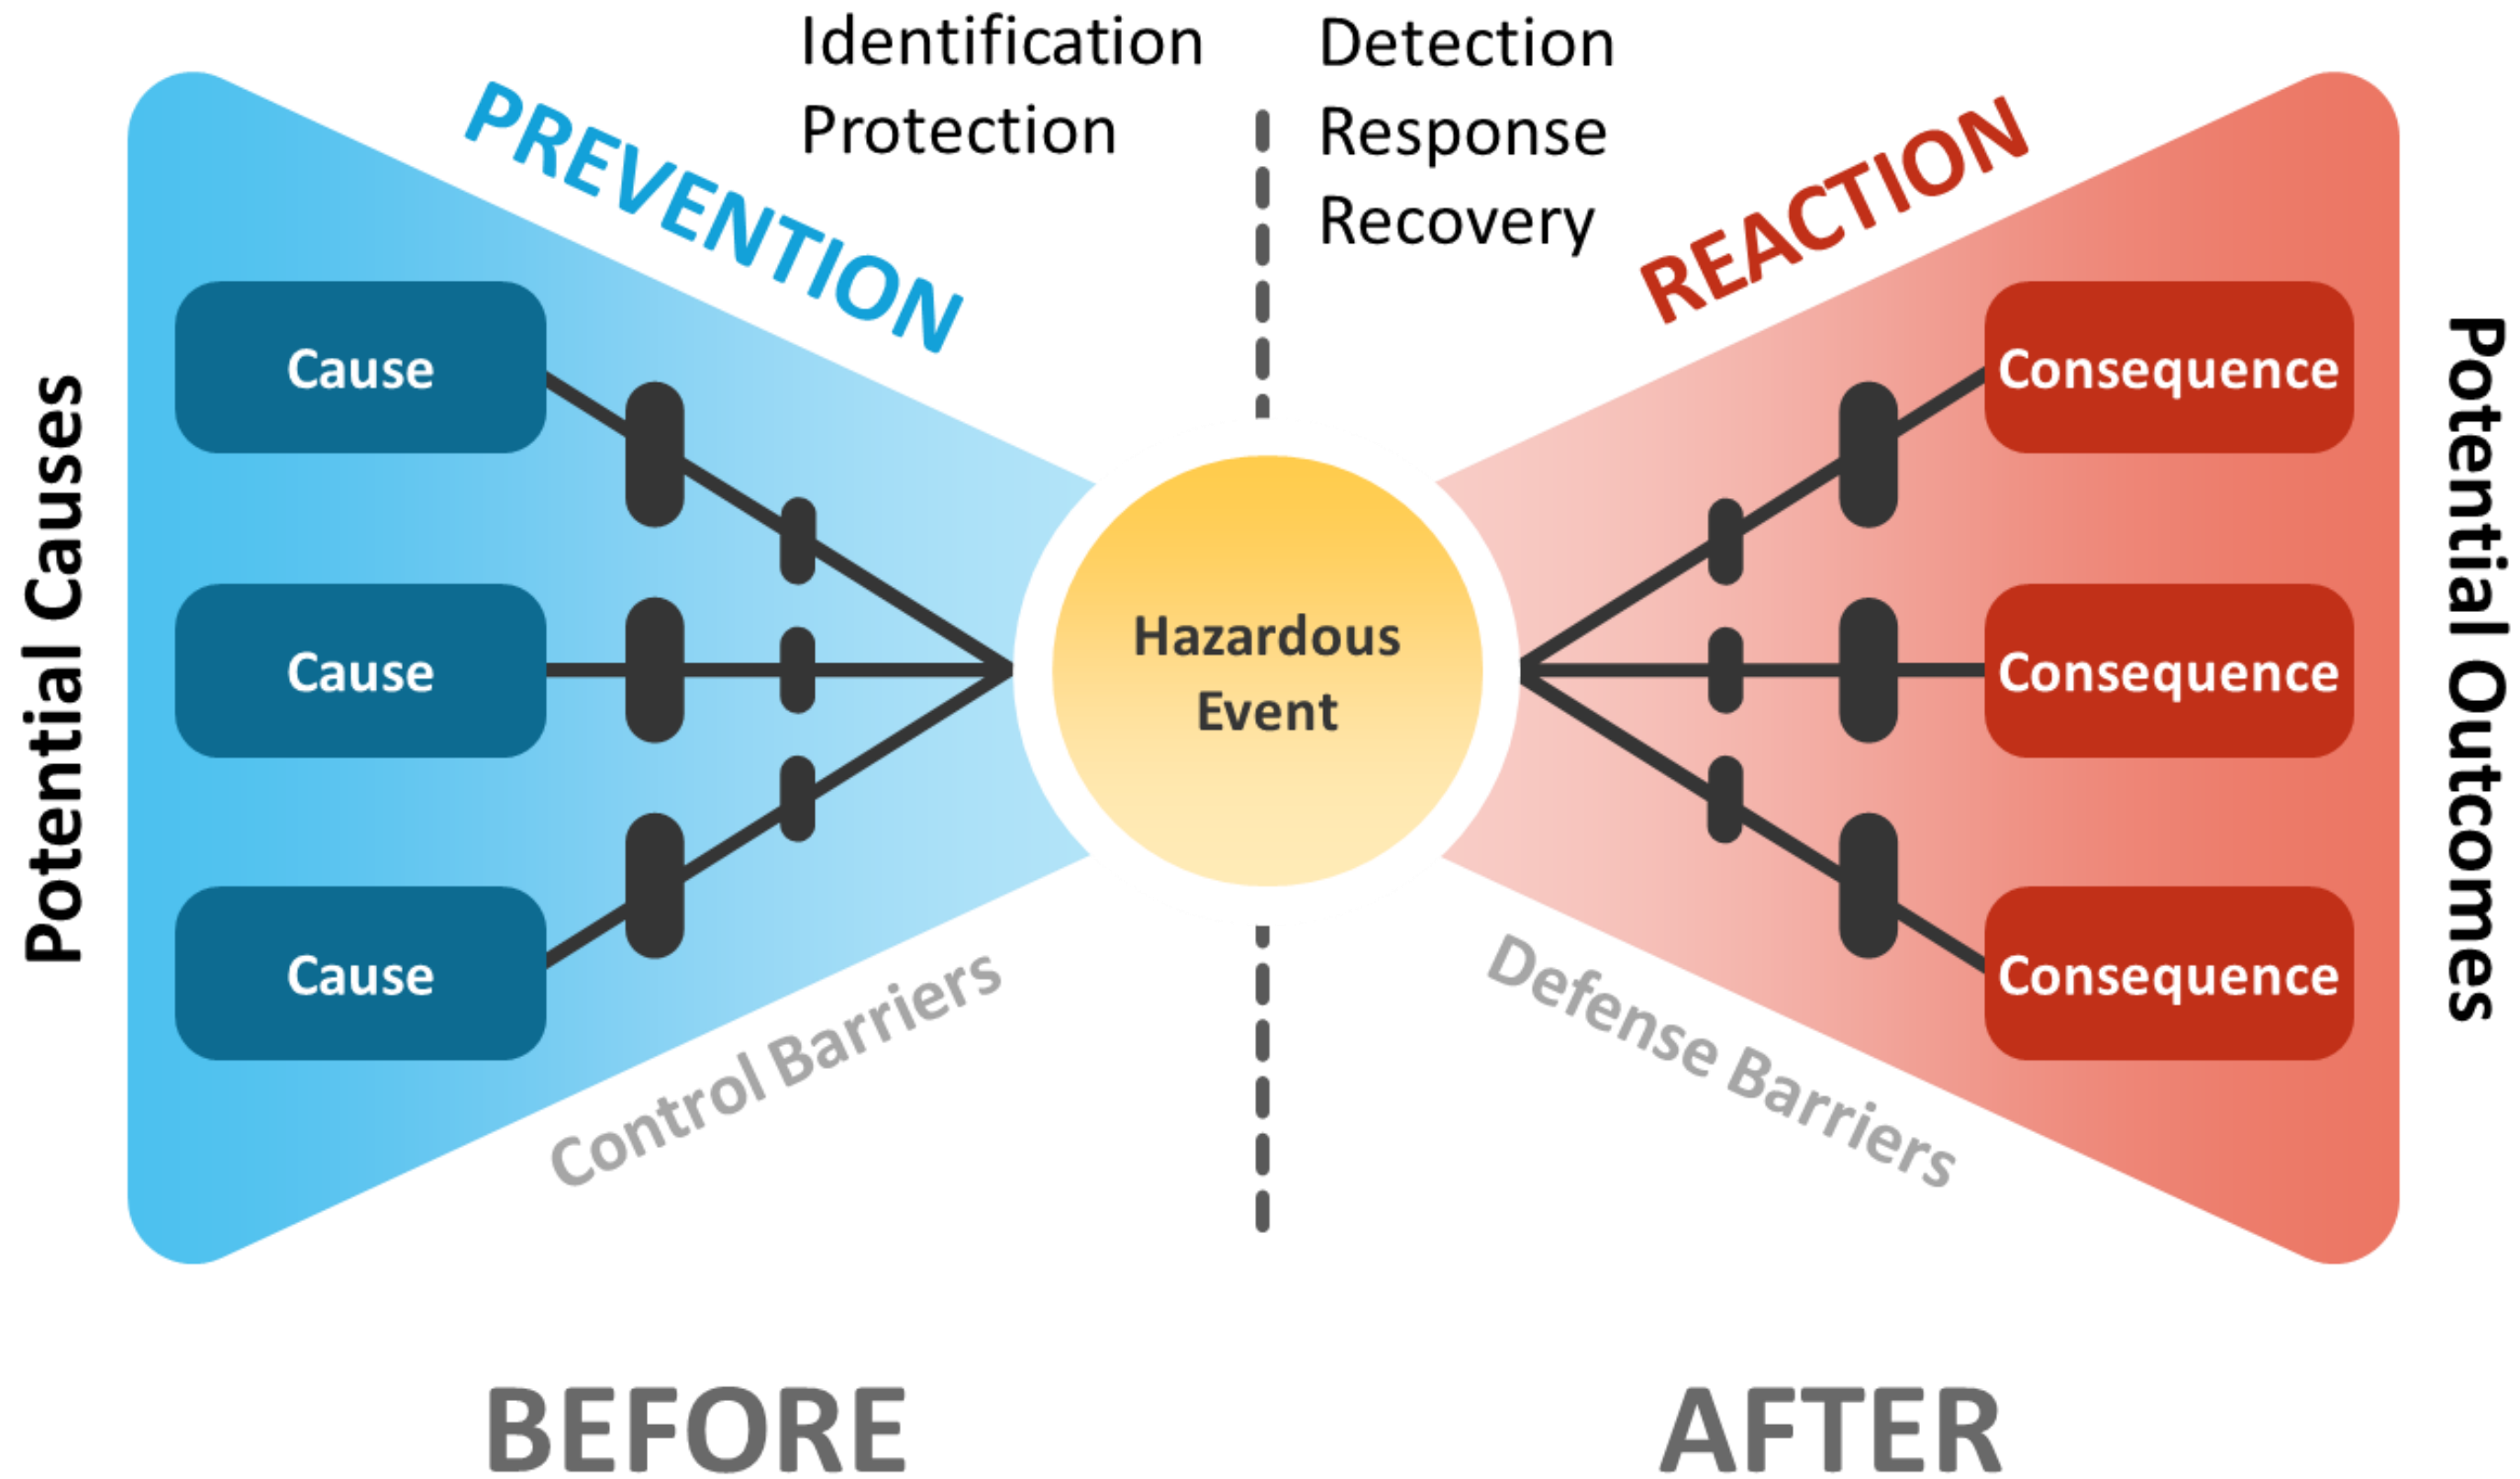 Identification
Protection
Detection
Response
Recovery
PREVENTION
REACTION
Potential Causes
Cause
Cause
Cause
Hazardous
Event
Consequence
Consequence
Consequence
Potential Outcomes
Control Barriers
Defense Barriers
BEFORE
AFTER